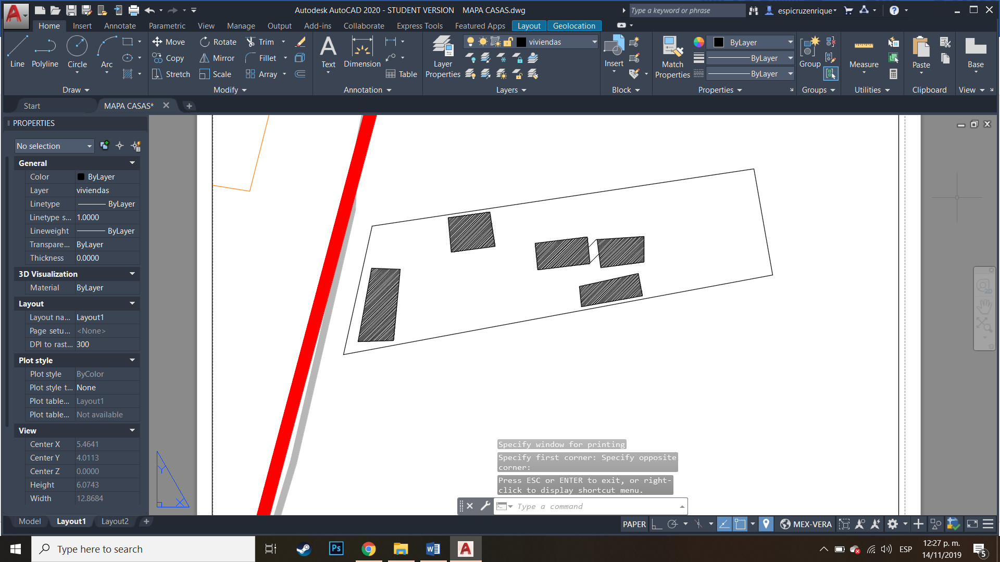 Autodesk AutoCAD 2020 - STUDENT VERSION MAPA CASAS.dwg
Type a keyword or phrase
espicruzenrique
Home Insert Annotate Parametric View Manage Output Add-ins Collaborate Express Tools Featured Apps Layout Geolocation
Line Polyline Circle Arc
Draw
Move Rotate Trim
Copy Mirror Fillet
Stretch Scale Array
Modify
Text Dimension Table
Annotation
Layer Properties
viviendas
Layers
Insert
Block
Match Properties
ByLayer
ByLayer
ByLayer
Properties
Group
Groups
Measure
Utilities
Paste
Clipboard
Base
View
Start MAPA CASAS*
PROPERTIES
No selection
General
Color ByLayer
Layer viviendas
Linetype ByLayer
Linetype s... 1.0000
Lineweight ByLayer
Transpare... ByLayer
Thickness 0.0000
3D Visualization
Material ByLayer
Layout
Layout na... Layout1
Page setu... <None>
DPI to rast... 300
Plot style
Plot style ByColor
Plot style t... None
Plot table... Layout1
Plot table... Not available
View
Center X 5.4641
Center Y 4.0113
Center Z 0.0000
Height 6.0743
Width 12.8684
Y
X
2D
Specify window for printing
Specify first corner: Specify opposite
corner:
Press ESC or ENTER to exit, or right-
click to display shortcut menu.
Type a command
Model Layout1 Layout2
PAPER MEX-VERA
Type here to search
Ps
ESP
12:27 p. m.
14/11/2019
5